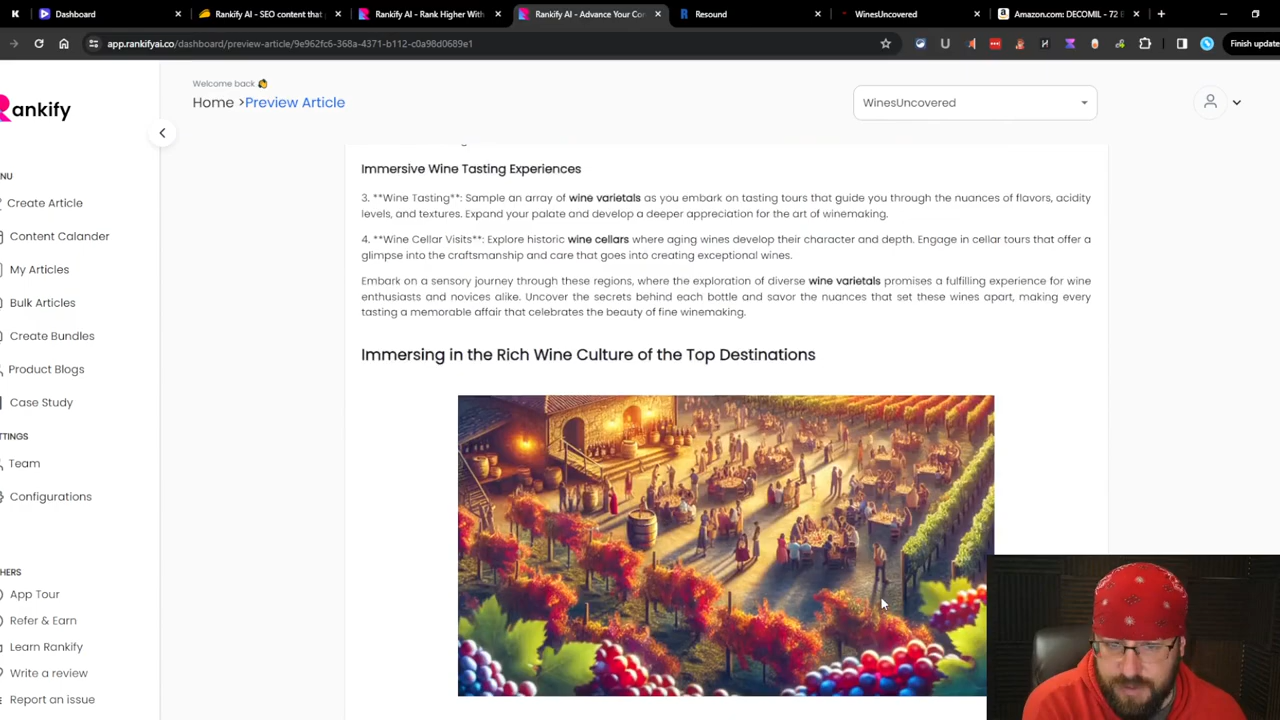 Dashboard
Rankify AI - SEO content that
Rankify AI - Rank Higher With
Rankify AI - Advance Your Co
Resound
WinesUncovered
Amazon.com: DECOMIL - 72
app.rankifyai.co/dashboard/preview-article/9e962fc6-368a-4371-b112-c0a98d0689e1
Finish update
ankify
Welcome back
Home >Preview Article
WinesUncovered
NU
Create Article
Content Calander
My Articles
Bulk Articles
Create Bundles
Product Blogs
Case Study
TTINGS
Team
Configurations
HERS
App Tour
Refer & Earn
Learn Rankify
Write a review
Report an issue
Immersive Wine Tasting Experiences
3. **Wine Tasting**: Sample an array of wine varietals as you embark on tasting tours that guide you through the nuances of flavors, acidity
levels, and textures. Expand your palate and develop a deeper appreciation for the art of winemaking.
4. **Wine Cellar Visits**: Explore historic wine cellars where aging wines develop their character and depth. Engage in cellar tours that offer a
glimpse into the craftsmanship and care that goes into creating exceptional wines.
Embark on a sensory journey through these regions, where the exploration of diverse wine varietals promises a fulfilling experience for wine
enthusiasts and novices alike. Uncover the secrets behind each bottle and savor the nuances that set these wines apart, making every
tasting a memorable affair that celebrates the beauty of fine winemaking.
Immersing in the Rich Wine Culture of the Top Destinations